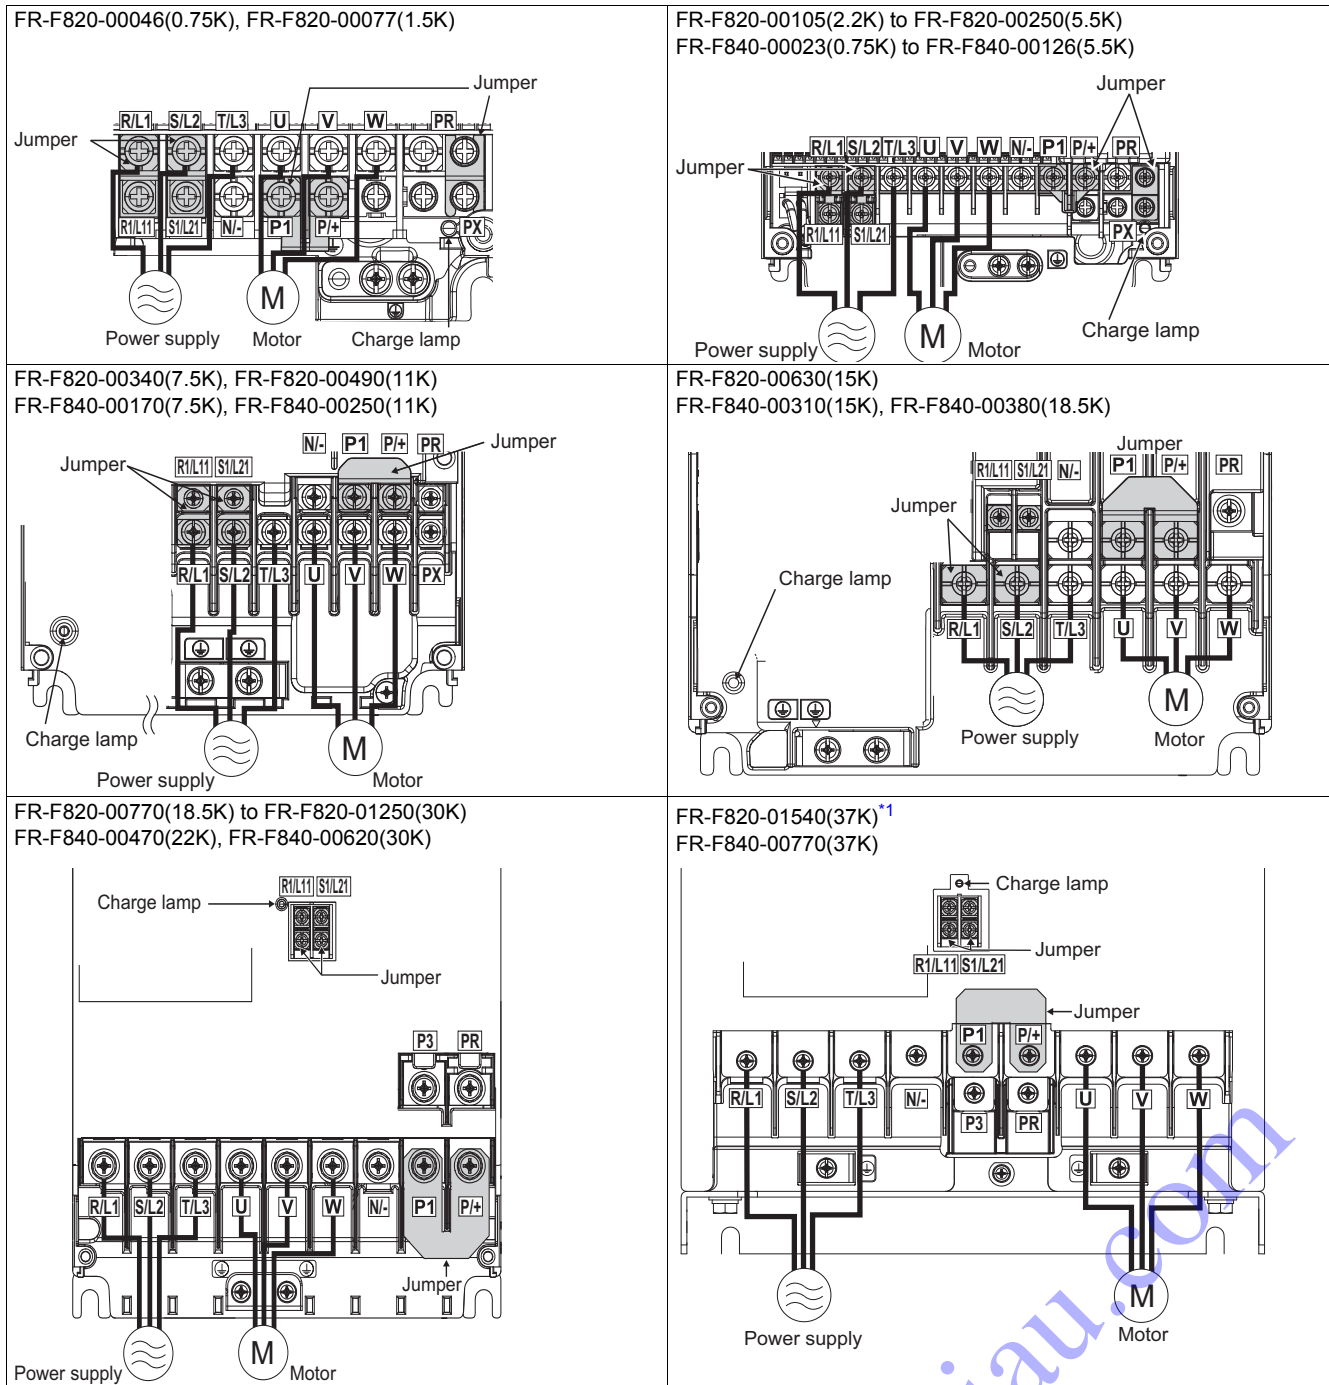 FR-F820-00046(0.75K), FR-F820-00077(1.5K)
Jumper
R/L1 S/L2 T/L3 U V W PR
Jumper
R1/L11 S1/L21 N/- P1 P/+ PX
M
Power supply Motor Charge lamp
FR-F820-00105(2.2K) to FR-F820-00250(5.5K)
FR-F840-00023(0.75K) to FR-F840-00126(5.5K)
Jumper
R/L1 S/L2 T/L3 U V W N/- P1 P/+ PR
Jumper
R1/L11 S1/L21 PX
M
Charge lamp
Power supply Motor
FR-F820-00340(7.5K), FR-F820-00490(11K)
FR-F840-00170(7.5K), FR-F840-00250(11K)
N/- P1 P/+ PR Jumper
Jumper R1/L11 S1/L21
R/L1 S/L2 T/L3 U V W PX
Charge lamp
M
Power supply Motor
FR-F820-00630(15K)
FR-F840-00310(15K), FR-F840-00380(18.5K)
Jumper
R1/L11 S1/L21 N/- P1 P/+ PR
Jumper
Charge lamp
R/L1 S/L2 T/L3 U V W
M
Power supply Motor
FR-F820-00770(18.5K) to FR-F820-01250(30K)
FR-F840-00470(22K), FR-F840-00620(30K)
R1/L11 S1/L21
Charge lamp
Jumper
P3 PR
R/L1 S/L2 T/L3 U V W N/- P1 P/+
Jumper
M
Power supply Motor
FR-F820-01540(37K)*1
FR-F840-00770(37K)
Charge lamp
Jumper
R1/L11 S1/L21
Jumper
P1 P/+
R/L1 S/L2 T/L3 N/- U V W
P3 PR
M
Power supply Motor